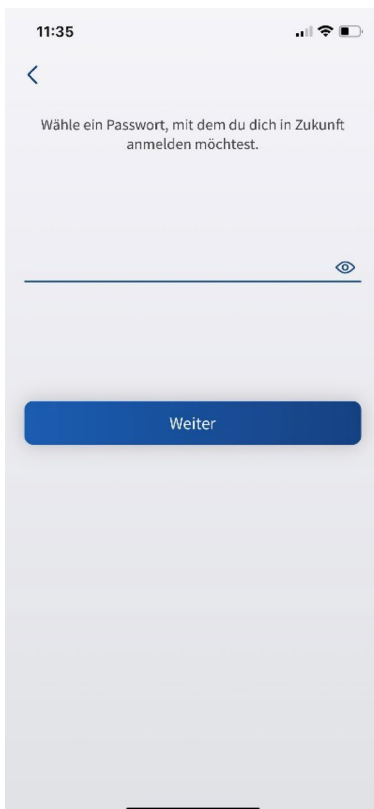 11:35
Wähle ein Passwort, mit dem du dich in Zukunft
anmelden möchtest.
Weiter